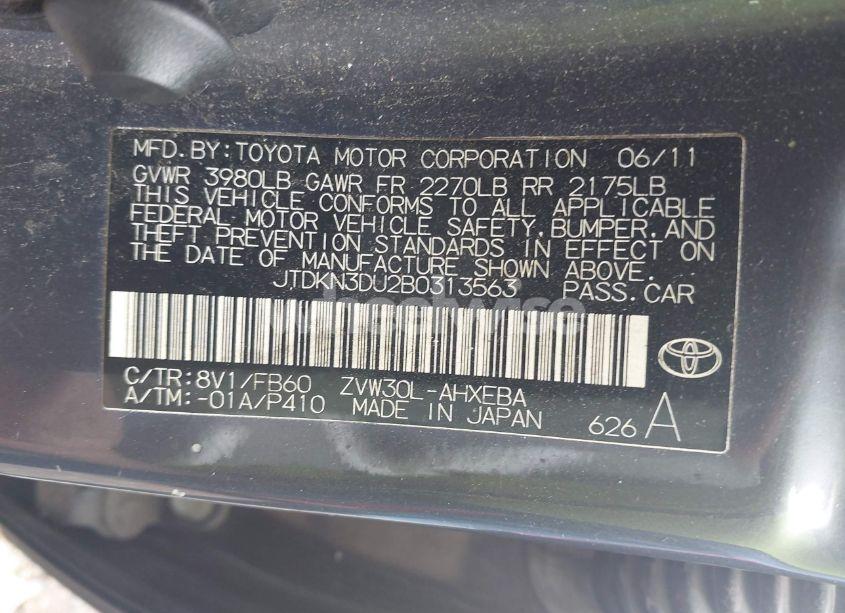 MFD. BY: TOYOTA MOTOR CORPORATION 06/11
GVWR 3980LB GAWR FR 2270LB RR 2175LB
THIS VEHICLE CONFORMS TO ALL APPLICABLE
FEDERAL MOTOR VEHICLE SAFETY, BUMPER, AND
THEFT PREVENTION STANDARDS IN EFFECT ON
THE DATE OF MANUFACTURE SHOWN ABOVE.
JTDKN3DU2B0313563 PASS. CAR
wheelwise
C/TR: 8V1/FB60 ZVW30L-AHXEBA
A/TM: -01A/P410 MADE IN JAPAN
626 A